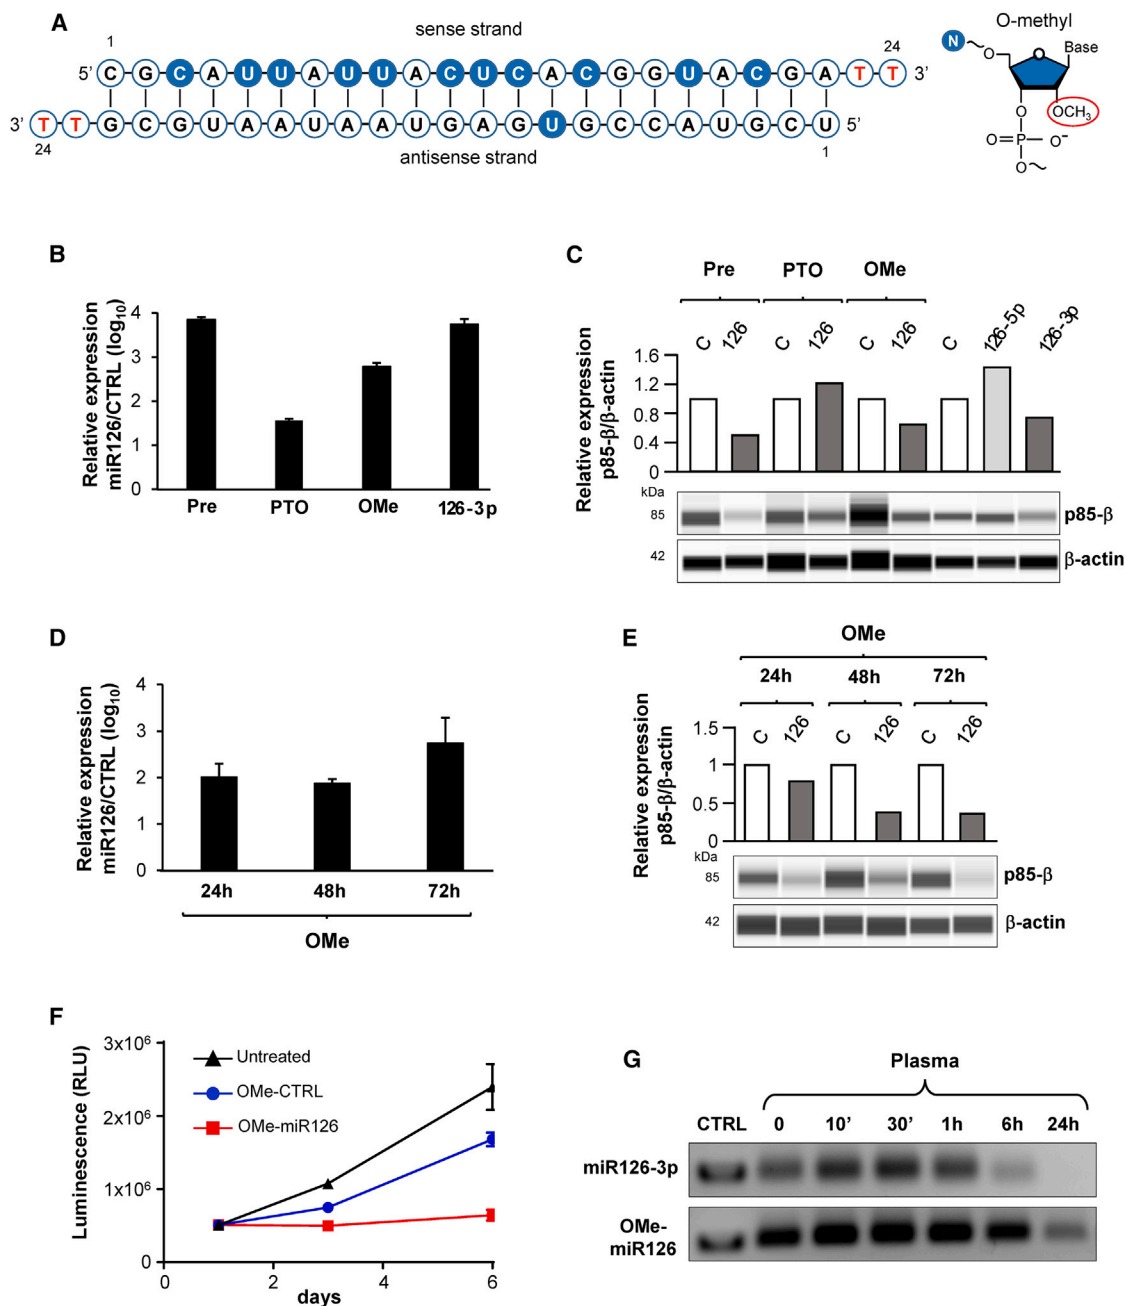 A
sense strand
1
24
5' C G C A U U A U U A C U C A C G G U A C G A T T 3'
3' T T G C G U A A U A A U G A G U G C C A U G C U 5'
24
antisense strand
1
O-methyl
N
O
O
Base
O
OCH₃
O=P–O⁻
O
B
Relative expression
miR126/CTRL (log₁₀)
4
3
2
1
0
Pre PTO OMe 126-3p
C
Pre PTO OMe
C 126 C 126 C 126 C 126-5p 126-3p
Relative expression
p85-β/β-actin
1.6
1.2
0.8
0.4
0
kDa
85
p85-β
42
β-actin
D
Relative expression
miR126/CTRL (log₁₀)
4
3
2
1
0
24h 48h 72h
OMe
E
OMe
24h 48h 72h
C 126 C 126 C 126
Relative expression
p85-β/β-actin
1.5
1
0.5
0
kDa
85
p85-β
42
β-actin
F
Luminescence (RLU)
3x10⁶
2x10⁶
1x10⁶
0
Untreated
OMe-CTRL
OMe-miR126
0 2 4 6
days
G
Plasma
CTRL 0 10' 30' 1h 6h 24h
miR126-3p
OMe-
miR126